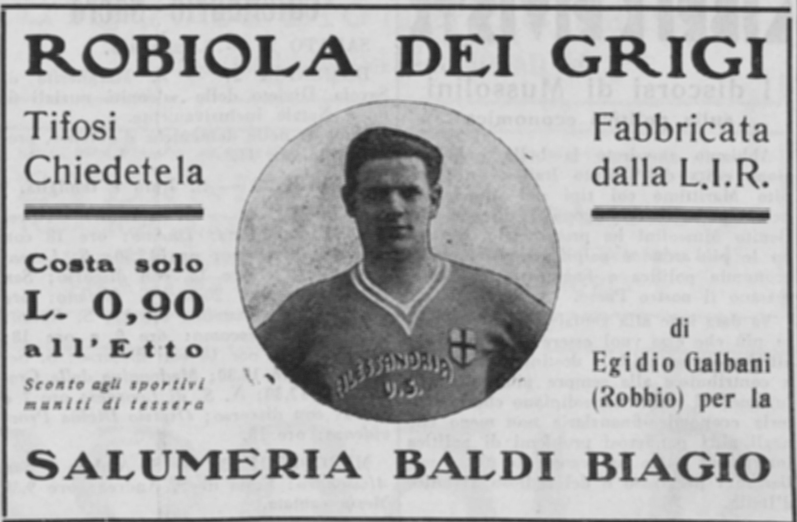 ROBIOLA DEI GRIGI
Tifosi
Chiedetela
Costa solo
L. 0,90
all'Etto
Sconto agli sportivi
muniti di tessera
ALESSANDRIA
U.S.
Fabbricata
dalla L.I.R.
di
Egidio Galbani
(Robbio) per la
SALUMERIA BALDI BIAGIO